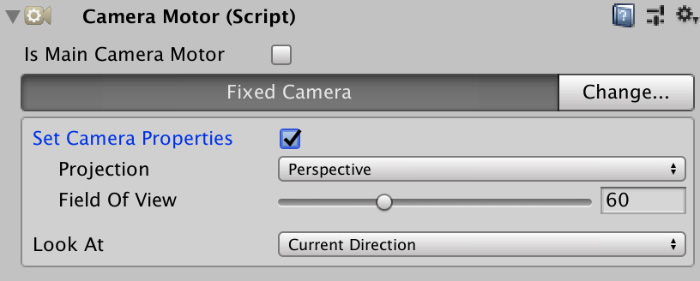 Camera Motor (Script)
Is Main Camera Motor
Fixed Camera Change...
Set Camera Properties
Projection Perspective
Field Of View 60
Look At Current Direction